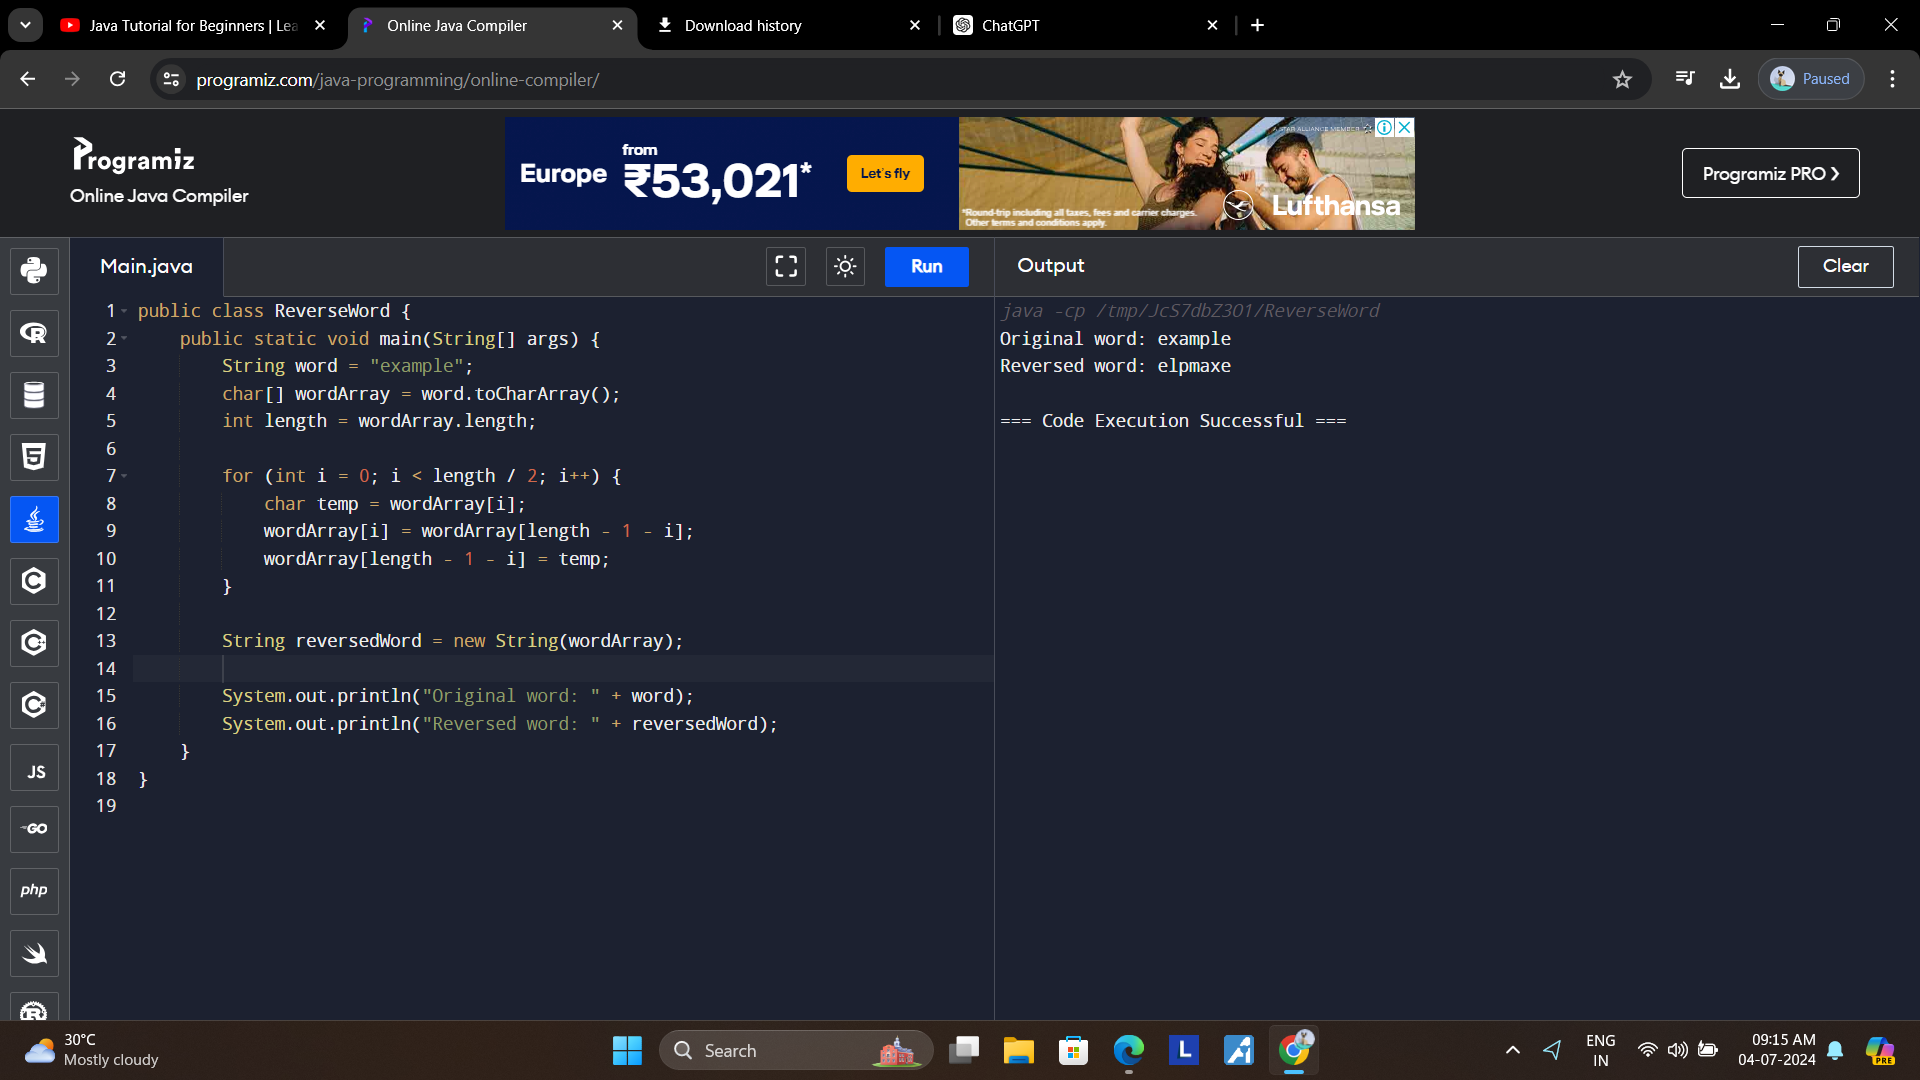 Java Tutorial for Beginners | Lea
Online Java Compiler
Download history
ChatGPT
programiz.com/java-programming/online-compiler/
Paused
Programiz
Online Java Compiler
Europe
from
₹53,021*
Let's fly
A STAR ALLIANCE MEMBER
*Round-trip including all taxes, fees and carrier charges.
Other terms and conditions apply.
Lufthansa
Programiz PRO ❯
Main.java
Run
Output
Clear
1 public class ReverseWord {
2     public static void main(String[] args) {
3         String word = "example";
4         char[] wordArray = word.toCharArray();
5         int length = wordArray.length;
6
7         for (int i = 0; i < length / 2; i++) {
8             char temp = wordArray[i];
9             wordArray[i] = wordArray[length - 1 - i];
10             wordArray[length - 1 - i] = temp;
11         }
12
13         String reversedWord = new String(wordArray);
14
15         System.out.println("Original word: " + word);
16         System.out.println("Reversed word: " + reversedWord);
17     }
18 }
19
java -cp /tmp/JcS7dbZ3O1/ReverseWord
Original word: example
Reversed word: elpmaxe
=== Code Execution Successful ===
JS
GO
php
30°C
Mostly cloudy
Search
L
ENG
IN
09:15 AM
04-07-2024
PRE